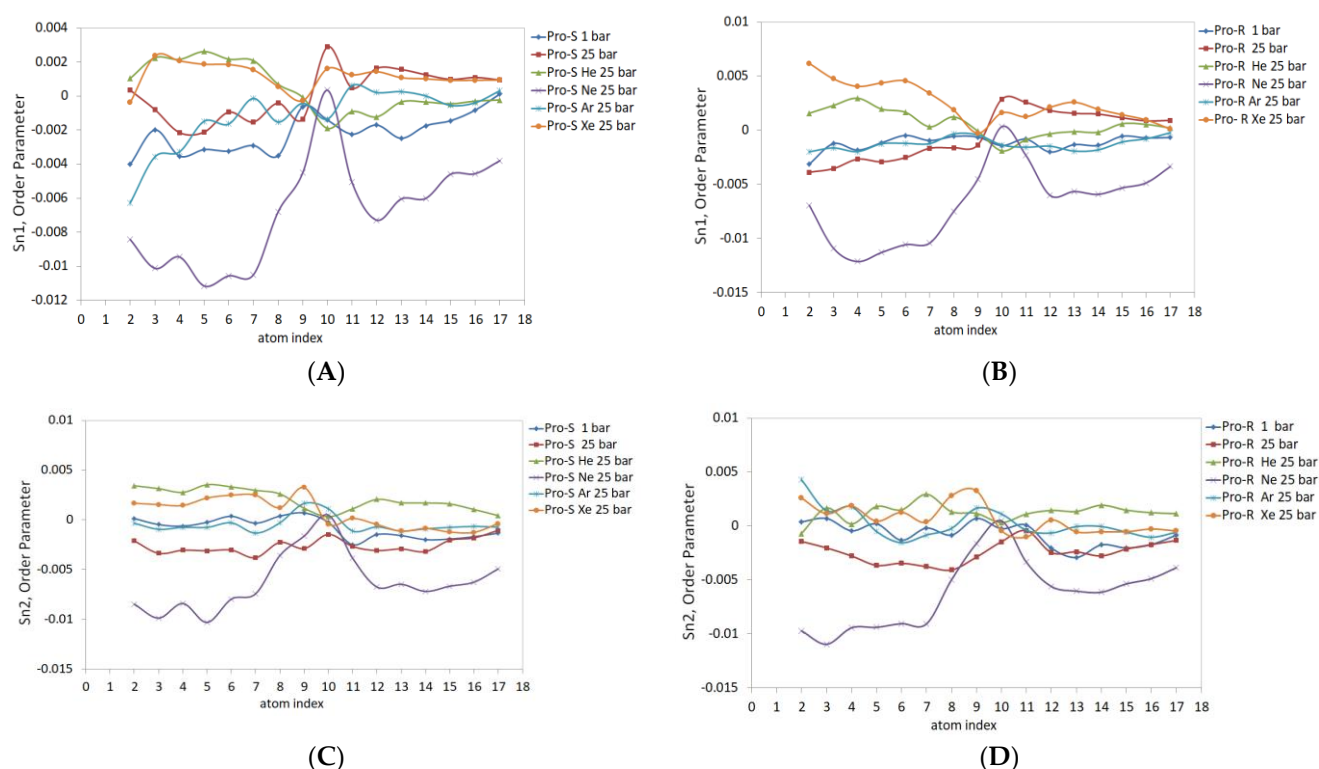 0.004
0.002
0
-0.002
-0.004
-0.006
-0.008
-0.01
-0.012
Sn1, Order Parameter
0 1 2 3 4 5 6 7 8 9 10 11 12 13 14 15 16 17 18
atom index
Pro-S 1 bar
Pro-S 25 bar
Pro-S He 25 bar
Pro-S Ne 25 bar
Pro-S Ar 25 bar
Pro-S Xe 25 bar
(A)
0.01
0.005
0
-0.005
-0.01
-0.015
Sn1, Order Parameter
0 1 2 3 4 5 6 7 8 9 10 11 12 13 14 15 16 17 18
atom index
Pro-R 1 bar
Pro-R 25 bar
Pro-R He 25 bar
Pro-R Ne 25 bar
Pro-R Ar 25 bar
Pro-R Xe 25 bar
(B)
0.01
0.005
0
-0.005
-0.01
-0.015
Sn2, Order Parameter
0 1 2 3 4 5 6 7 8 9 10 11 12 13 14 15 16 17 18
atom index
Pro-S 1 bar
Pro-S 25 bar
Pro-S He 25 bar
Pro-S Ne 25 bar
Pro-S Ar 25 bar
Pro-S Xe 25 bar
(C)
0.01
0.005
0
-0.005
-0.01
-0.015
Sn2, Order Parameter
0 1 2 3 4 5 6 7 8 9 10 11 12 13 14 15 16 17 18
atom index
Pro-R 1 bar
Pro-R 25 bar
Pro-R He 25 bar
Pro-R Ne 25 bar
Pro-R Ar 25 bar
Pro-R Xe 25 bar
(D)